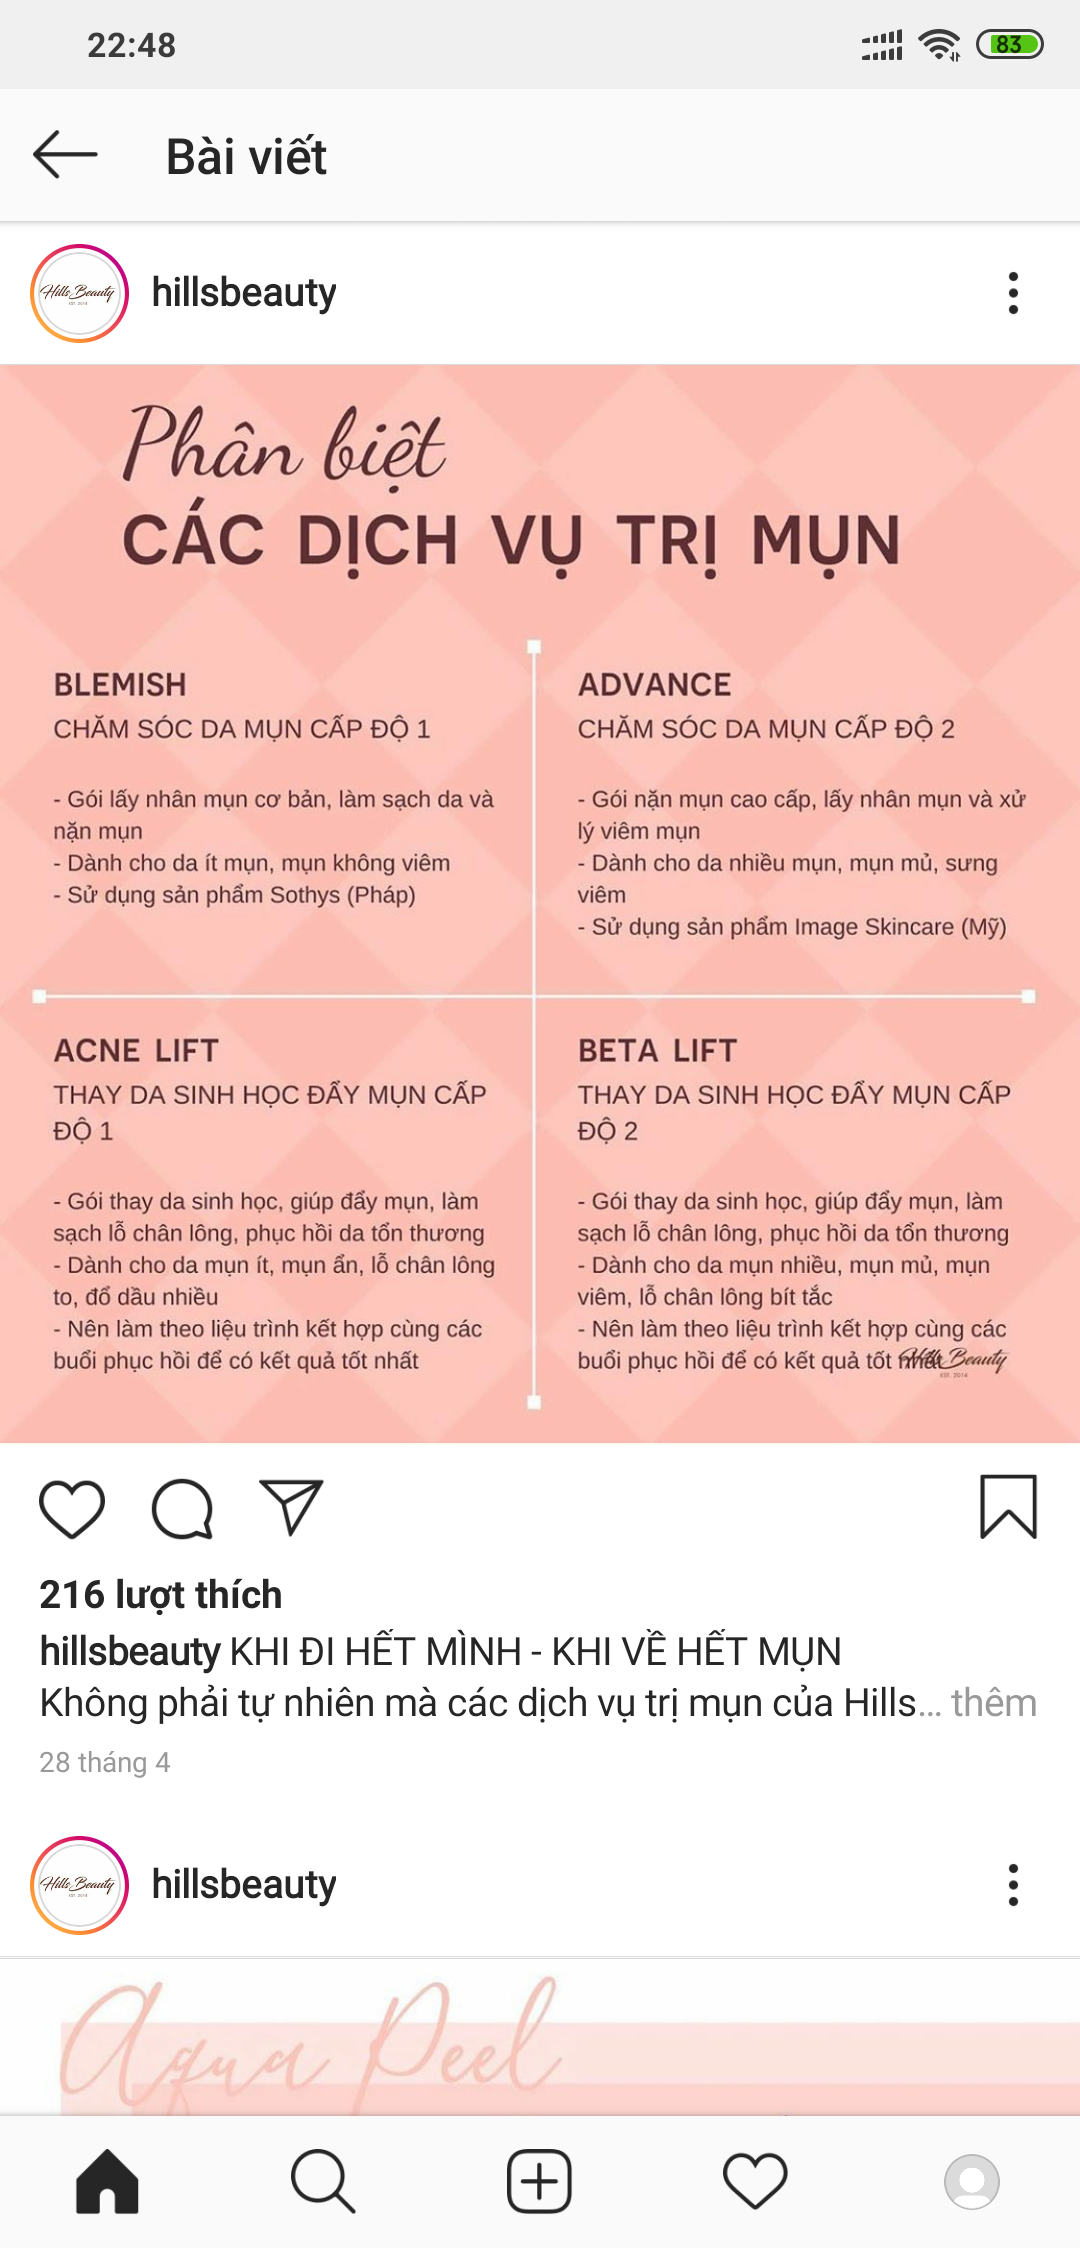 22:48
83
Bài viết
Hills Beauty
EST. 2014
hillsbeauty
Phân biệt
CÁC DỊCH VỤ TRỊ MỤN
BLEMISH
CHĂM SÓC DA MỤN CẤP ĐỘ 1
- Gói lấy nhân mụn cơ bản, làm sạch da và
nặn mụn
- Dành cho da ít mụn, mụn không viêm
- Sử dụng sản phẩm Sothys (Pháp)
ADVANCE
CHĂM SÓC DA MỤN CẤP ĐỘ 2
- Gói nặn mụn cao cấp, lấy nhân mụn và xử
lý viêm mụn
- Dành cho da nhiều mụn, mụn mủ, sưng
viêm
- Sử dụng sản phẩm Image Skincare (Mỹ)
ACNE LIFT
THAY DA SINH HỌC ĐẨY MỤN CẤP
ĐỘ 1
- Gói thay da sinh học, giúp đẩy mụn, làm
sạch lỗ chân lông, phục hồi da tổn thương
- Dành cho da mụn ít, mụn ẩn, lỗ chân lông
to, đổ dầu nhiều
- Nên làm theo liệu trình kết hợp cùng các
buổi phục hồi để có kết quả tốt nhất
BETA LIFT
THAY DA SINH HỌC ĐẨY MỤN CẤP
ĐỘ 2
- Gói thay da sinh học, giúp đẩy mụn, làm
sạch lỗ chân lông, phục hồi da tổn thương
- Dành cho da mụn nhiều, mụn mủ, mụn
viêm, lỗ chân lông bít tắc
- Nên làm theo liệu trình kết hợp cùng các
buổi phục hồi để có kết quả tốt nhất
Hills Beauty
EST. 2014
216 lượt thích
hillsbeauty KHI ĐI HẾT MÌNH - KHI VỀ HẾT MỤN
Không phải tự nhiên mà các dịch vụ trị mụn của Hills... thêm
28 tháng 4
Hills Beauty
EST. 2014
hillsbeauty
Aqua Peel